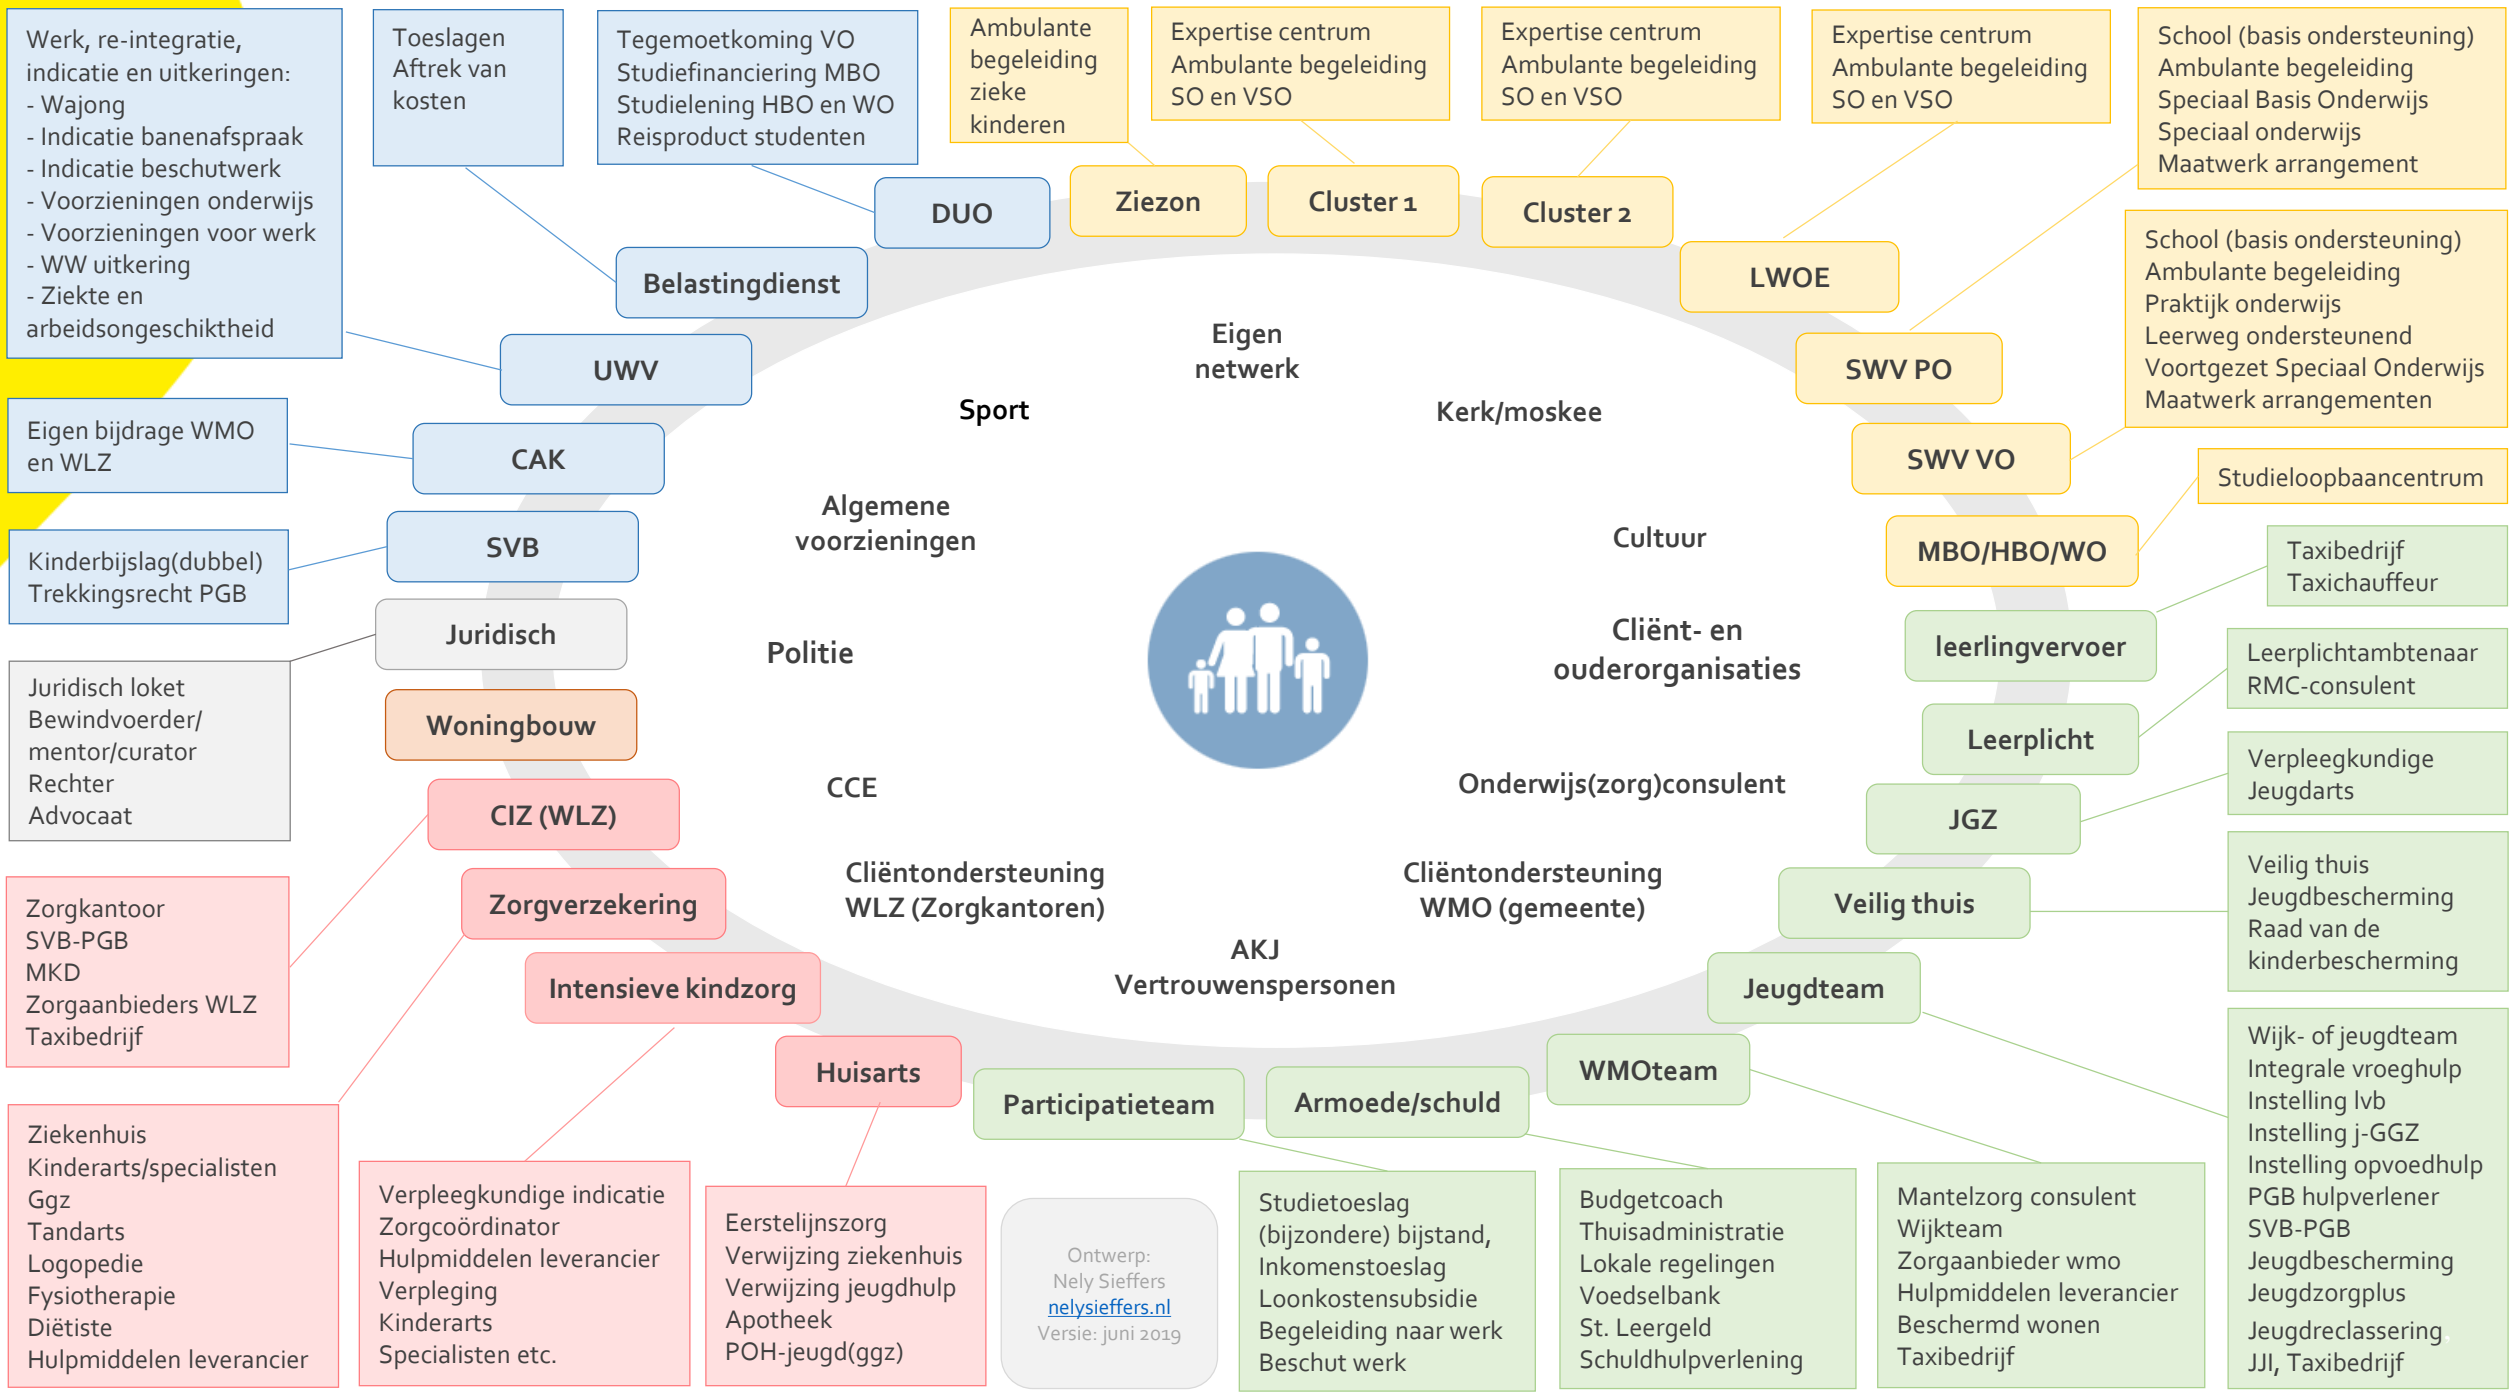 Werk, re-integratie,
indicatie en uitkeringen:
- Wajong
- Indicatie banenafspraak
- Indicatie beschutwerk
- Voorzieningen onderwijs
- Voorzieningen voor werk
- WW uitkering
- Ziekte en
arbeidsongeschiktheid
Toeslagen
Aftrek van
kosten
Tegemoetkoming VO
Studiefinanciering MBO
Studielening HBO en WO
Reisproduct studenten
Ambulante
begeleiding
zieke
kinderen
Expertise centrum
Ambulante begeleiding
SO en VSO
Expertise centrum
Ambulante begeleiding
SO en VSO
Expertise centrum
Ambulante begeleiding
SO en VSO
School (basis ondersteuning)
Ambulante begeleiding
Speciaal Basis Onderwijs
Speciaal onderwijs
Maatwerk arrangement
DUO
Ziezon
Cluster 1
Cluster 2
LWOE
Belastingdienst
UWV
SWV PO
School (basis ondersteuning)
Ambulante begeleiding
Praktijk onderwijs
Leerweg ondersteunend
Voortgezet Speciaal Onderwijs
Maatwerk arrangementen
Eigen bijdrage WMO
en WLZ
CAK
SWV VO
Studieloopbaancentrum
Kinderbijslag(dubbel)
Trekkingsrecht PGB
SVB
MBO/HBO/WO
Taxibedrijf
Taxichauffeur
Juridisch
leerlingvervoer
Juridisch loket
Bewindvoerder/
mentor/curator
Rechter
Advocaat
Leerplichtambtenaar
RMC-consulent
Woningbouw
Leerplicht
Verpleegkundige
Jeugdarts
CIZ (WLZ)
JGZ
Eigen
netwerk
Sport
Kerk/moskee
Algemene
voorzieningen
Cultuur
Politie
Cliënt- en
ouderorganisaties
CCE
Onderwijs(zorg)consulent
Cliëntondersteuning
WLZ (Zorgkantoren)
Cliëntondersteuning
WMO (gemeente)
AKJ
Vertrouwenspersonen
Zorgkantoor
SVB-PGB
MKD
Zorgaanbieders WLZ
Taxibedrijf
Zorgverzekering
Veilig thuis
Veilig thuis
Jeugdbescherming
Raad van de
kinderbescherming
Intensieve kindzorg
Jeugdteam
Huisarts
Participatieteam
Armoede/schuld
WMOteam
Wijk- of jeugdteam
Integrale vroeghulp
Instelling lvb
Instelling j-GGZ
Instelling opvoedhulp
PGB hulpverlener
SVB-PGB
Jeugdbescherming
Jeugdzorgplus
Jeugdreclassering
JJI, Taxibedrijf
Ziekenhuis
Kinderarts/specialisten
Ggz
Tandarts
Logopedie
Fysiotherapie
Diëtiste
Hulpmiddelen leverancier
Verpleegkundige indicatie
Zorgcoördinator
Hulpmiddelen leverancier
Verpleging
Kinderarts
Specialisten etc.
Eerstelijnszorg
Verwijzing ziekenhuis
Verwijzing jeugdhulp
Apotheek
POH-jeugd(ggz)
Ontwerp:
Nely Sieffers
nelysieffers.nl
Versie: juni 2019
Studietoeslag
(bijzondere) bijstand,
Inkomenstoeslag
Loonkostensubsidie
Begeleiding naar werk
Beschut werk
Budgetcoach
Thuisadministratie
Lokale regelingen
Voedselbank
St. Leergeld
Schuldhulpverlening
Mantelzorg consulent
Wijkteam
Zorgaanbieder wmo
Hulpmiddelen leverancier
Beschermd wonen
Taxibedrijf